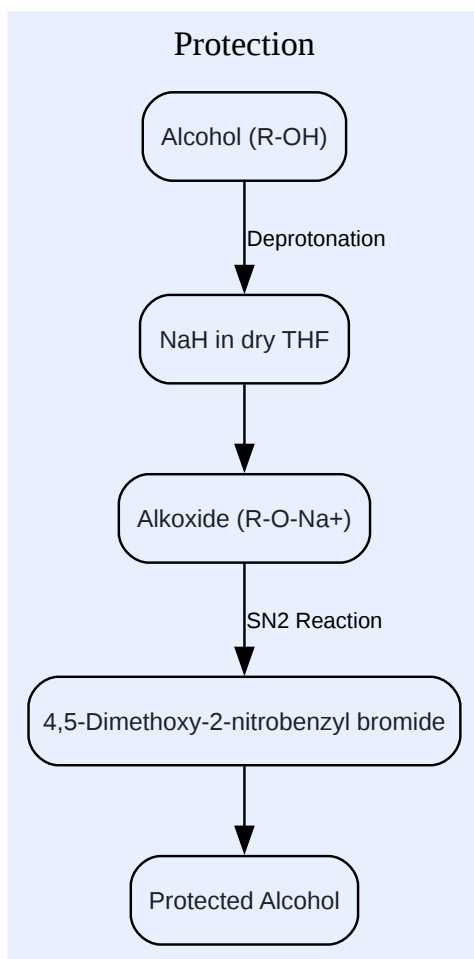 Protection
Alcohol (R-OH)
Deprotonation
NaH in dry THF
Alkoxide (R-O-Na+)
SN2 Reaction
4,5-Dimethoxy-2-nitrobenzyl bromide
Protected Alcohol